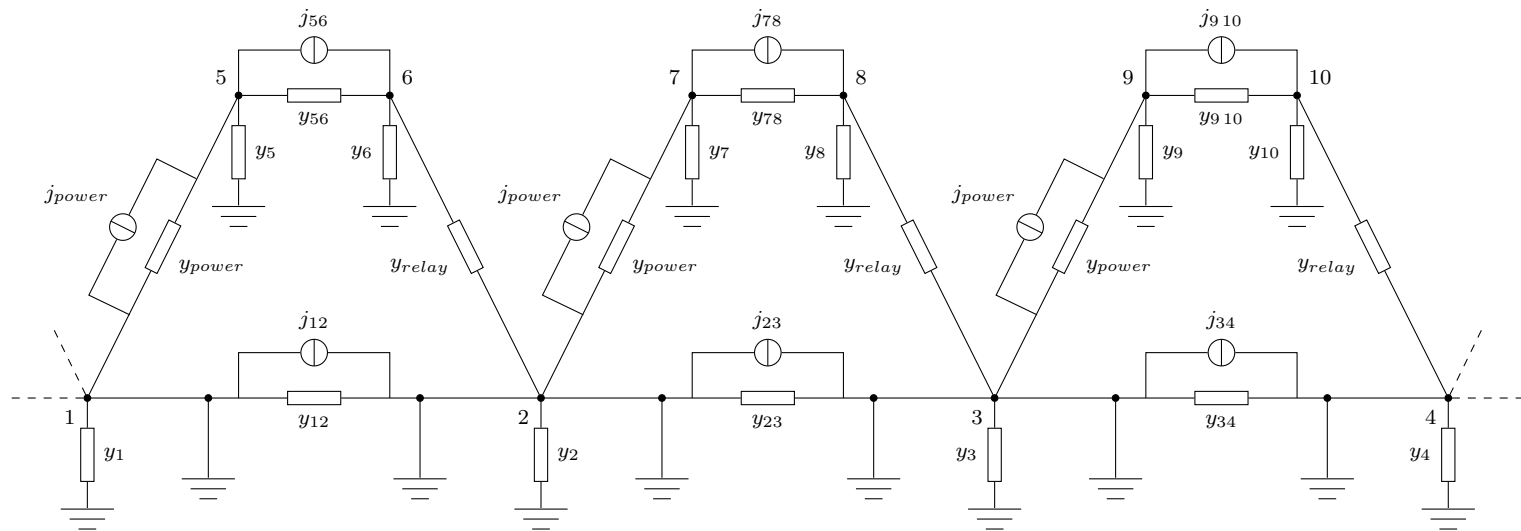 j56 j78 j9 10
5 6 7 8 9 10
y56 y78 y9 10
y5 y6 y7 y8 y9 y10
jpower jpower jpower
ypower yrelay ypower yrelay ypower yrelay
j12 j23 j34
1 y12 2 y23 3 y34 4
y1 y2 y3 y4